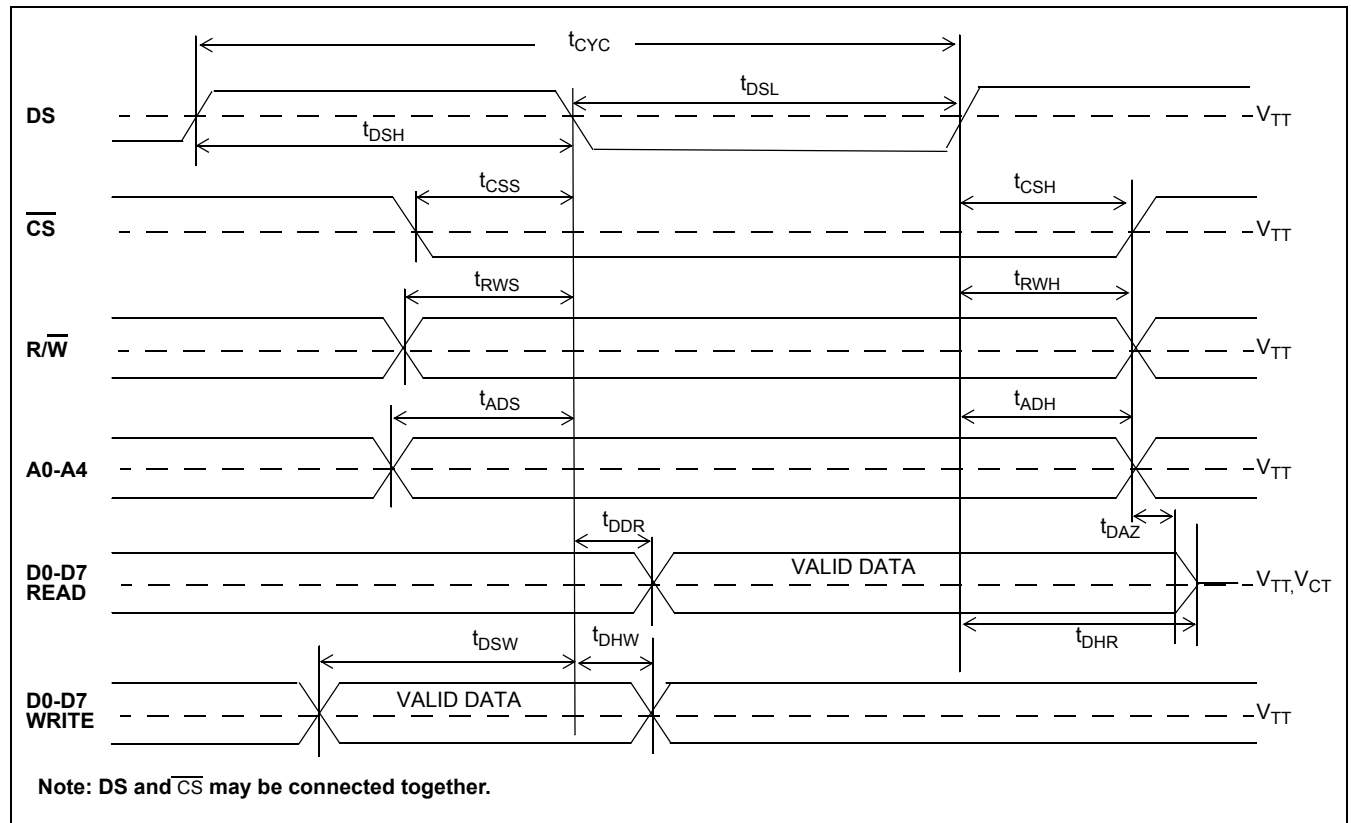 tCYC
tDSL
DS
VTT
tDSH
tCSS
tCSH
C̅S̅
VTT
tRWS
tRWH
R/W̅
VTT
tADS
tADH
A0-A4
VTT
tDDR
tDAZ
VALID DATA
D0-D7
READ
VTT,VCT
tDHR
tDSW
tDHW
VALID DATA
D0-D7
WRITE
VTT
Note: DS and C̅S̅ may be connected together.